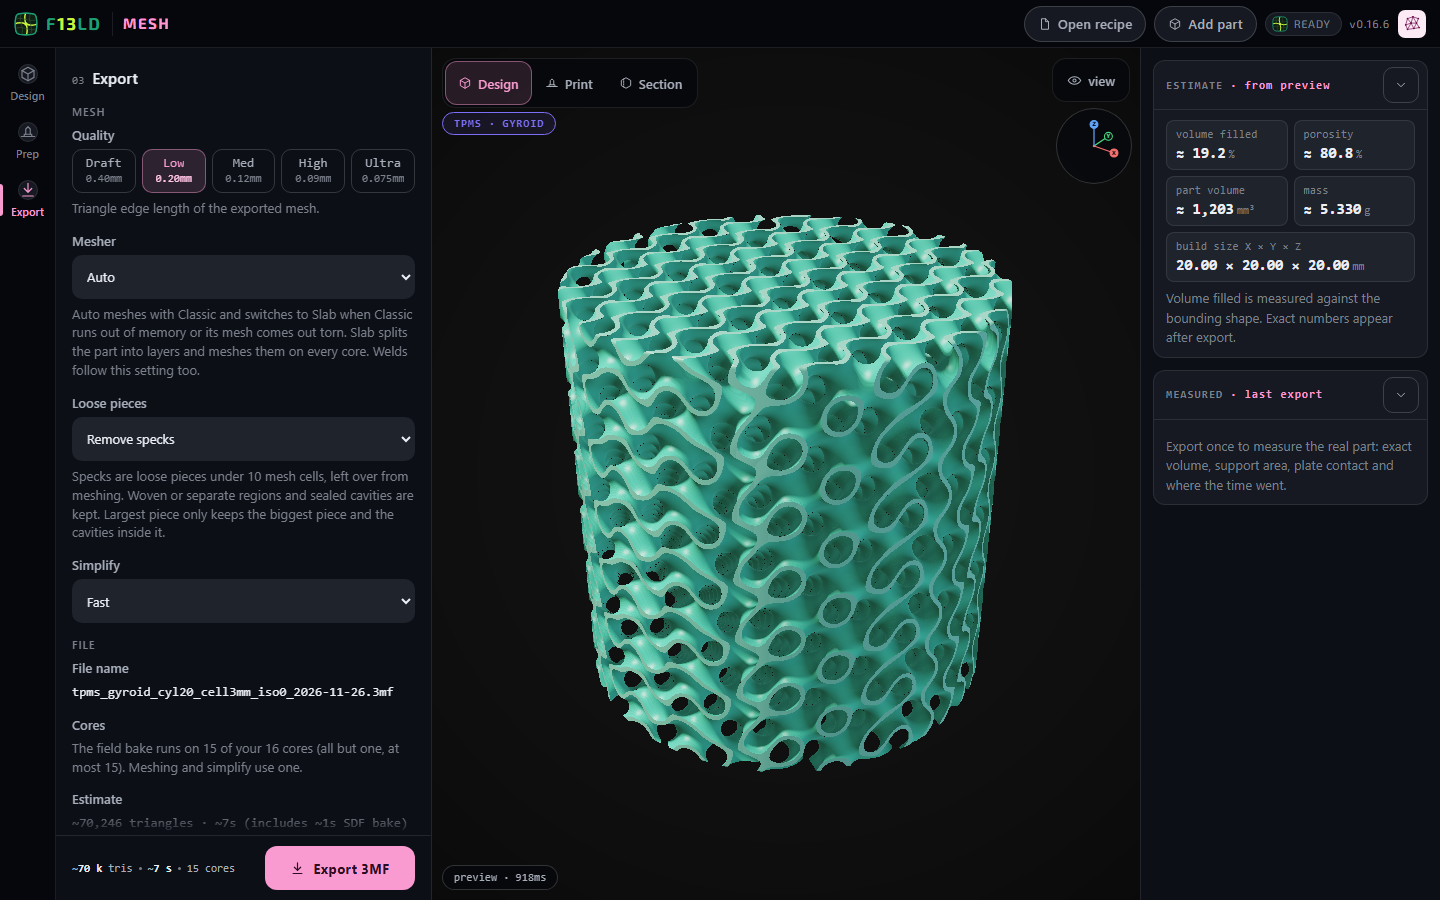 F13LD MESH
Open recipe
Add part
READY
v0.16.6
Design
Prep
Export
03 Export
MESH
Quality
Draft
0.40mm
Low
0.20mm
Med
0.12mm
High
0.09mm
Ultra
0.075mm
Triangle edge length of the exported mesh.
Mesher
Auto
Auto meshes with Classic and switches to Slab when Classic
runs out of memory or its mesh comes out torn. Slab splits
the part into layers and meshes them on every core. Welds
follow this setting too.
Loose pieces
Remove specks
Specks are loose pieces under 10 mesh cells, left over from
meshing. Woven or separate regions and sealed cavities are
kept. Largest piece only keeps the biggest piece and the
cavities inside it.
Simplify
Fast
FILE
File name
tpms_gyroid_cyl20_cell3mm_iso0_2026-11-26.3mf
Cores
The field bake runs on 15 of your 16 cores (all but one, at
most 15). Meshing and simplify use one.
Estimate
~70,246 triangles · ~7s (includes ~1s SDF bake)
~70 k tris • ~7 s • 15 cores
Export 3MF
Design
Print
Section
view
TPMS · GYROID
Z
Y
X
preview · 918ms
ESTIMATE · from preview
volume filled
≈ 19.2 %
porosity
≈ 80.8 %
part volume
≈ 1,203 mm³
mass
≈ 5.330 g
build size X × Y × Z
20.00 × 20.00 × 20.00 mm
Volume filled is measured against the
bounding shape. Exact numbers appear
after export.
MEASURED · last export
Export once to measure the real part: exact
volume, support area, plate contact and
where the time went.